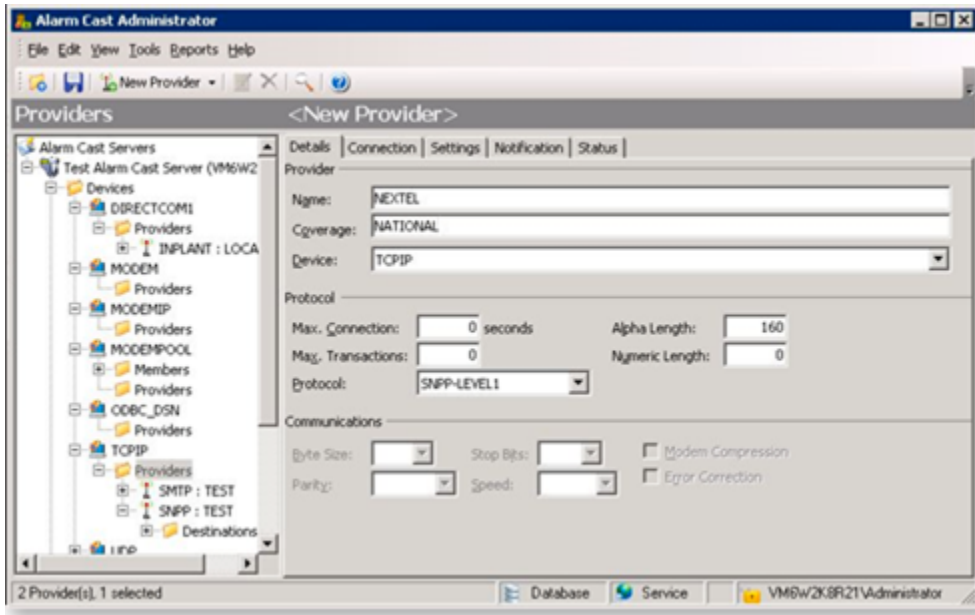 Alarm Cast Administrator
File Edit View Tools Reports Help
New Provider
Providers
<New Provider>
Alarm Cast Servers
Test Alarm Cast Server (VM6W2
Devices
DIRECTCOM1
Providers
INPLANT : LOCA
MODEM
Providers
MODEMIP
Providers
MODEMPOOL
Members
Providers
ODBC_DSN
Providers
TCPIP
Providers
SMTP : TEST
SNPP : TEST
Destinations
UDP
Details Connection Settings Notification Status
Provider
Name: NEXTEL
Coverage: NATIONAL
Device: TCPIP
Protocol
Max. Connection: 0 seconds Alpha Length: 160
Max. Transactions: 0 Numeric Length: 0
Protocol: SNPP-LEVEL1
Communications
Byte Size: Stop Bits: Modem Compression
Parity: Speed: Error Correction
2 Provider(s), 1 selected Database Service VM6W2K8R21\Administrator